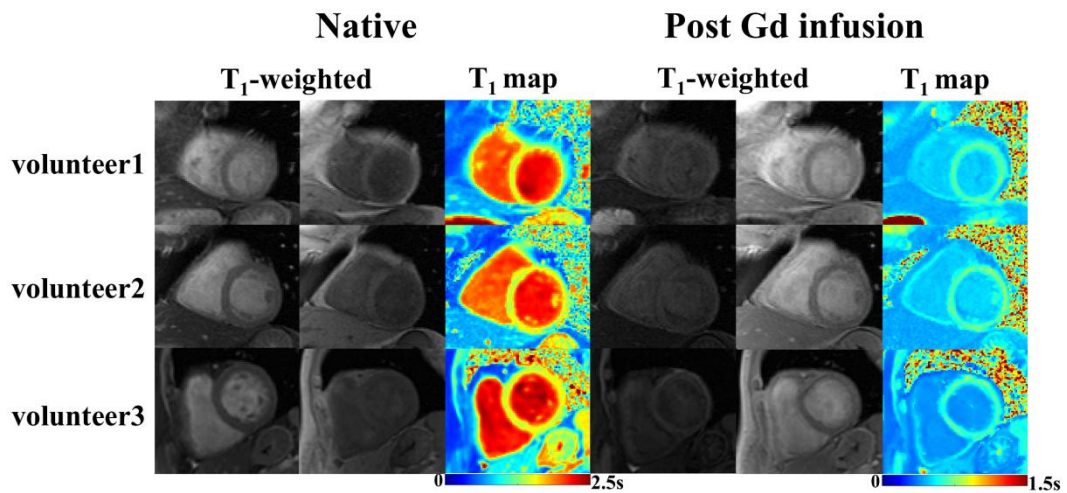 Native Post Gd infusion
T₁-weighted T₁ map T₁-weighted T₁ map
volunteer1
volunteer2
volunteer3
0 2.5s 0 1.5s